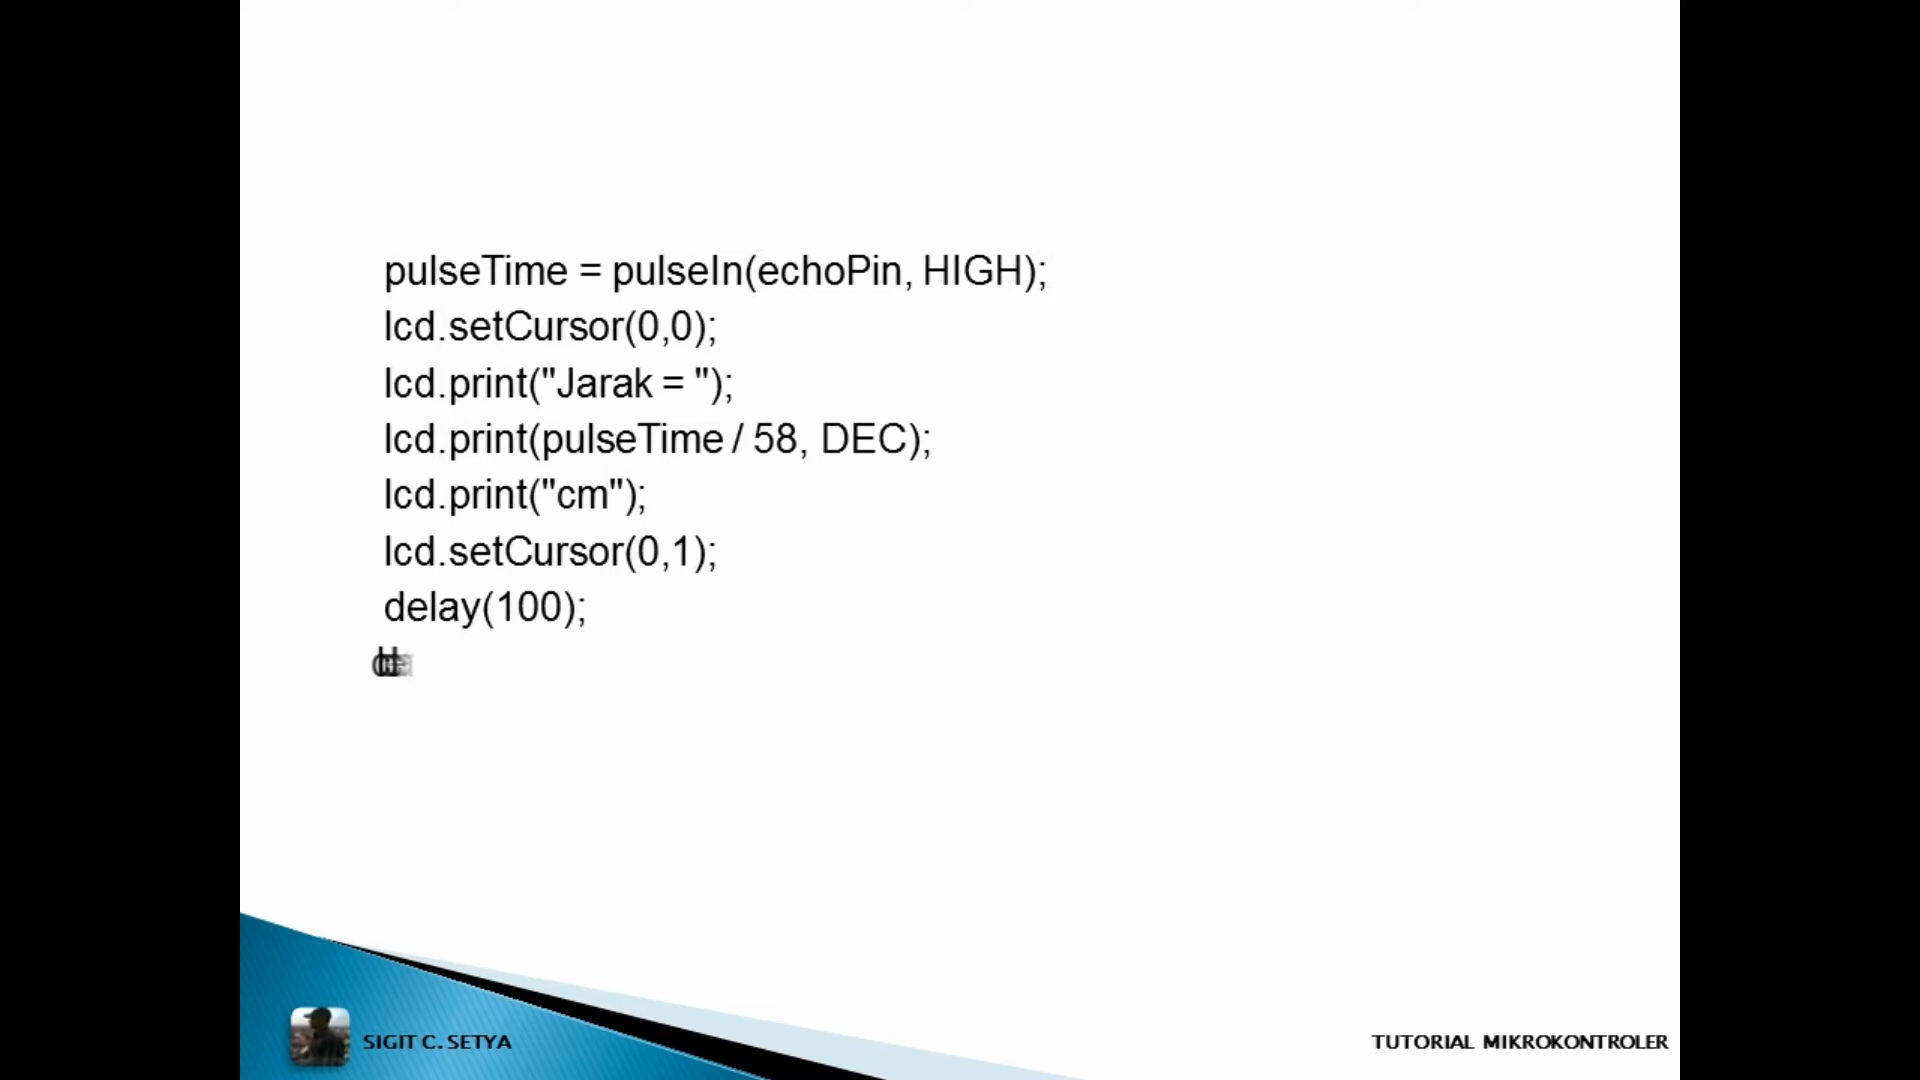 pulseTime = pulseIn(echoPin, HIGH);
lcd.setCursor(0,0);
lcd.print("Jarak = ");
lcd.print(pulseTime / 58, DEC);
lcd.print("cm");
lcd.setCursor(0,1);
delay(100);
SIGIT C. SETYA
TUTORIAL MIKROKONTROLER